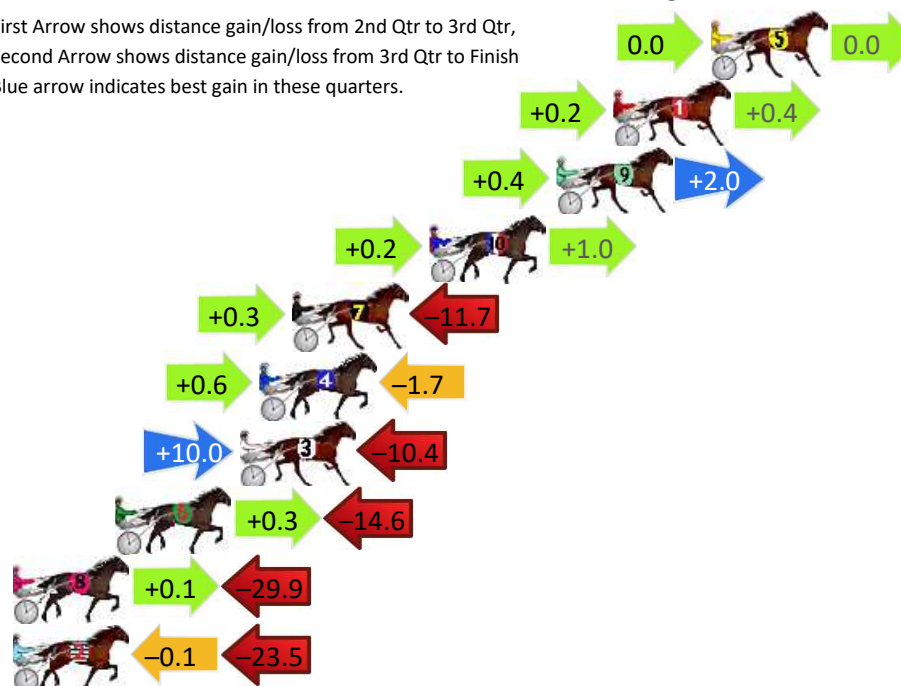 irst Arrow shows distance gain/loss from 2nd Qtr to 3rd Qtr,
econd Arrow shows distance gain/loss from 3rd Qtr to Finish
lue arrow indicates best gain in these quarters.
0.0 5 0.0
+0.2 1 +0.4
+0.4 9 +2.0
+0.2 0 +1.0
+0.3 7 –11.7
+0.6 4 –1.7
+10.0 3 –10.4
+0.3 –14.6
8 +0.1 –29.9
2 –0.1 –23.5